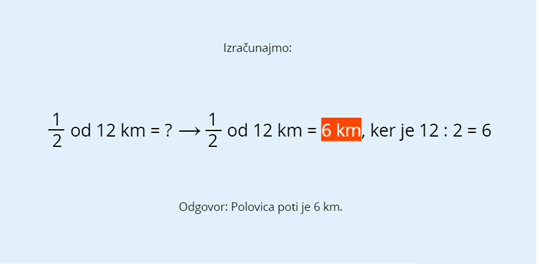 Izračunajmo:
1/2 od 12 km = ? → 1/2 od 12 km = 6 km, ker je 12 : 2 = 6
Odgovor: Polovica poti je 6 km.